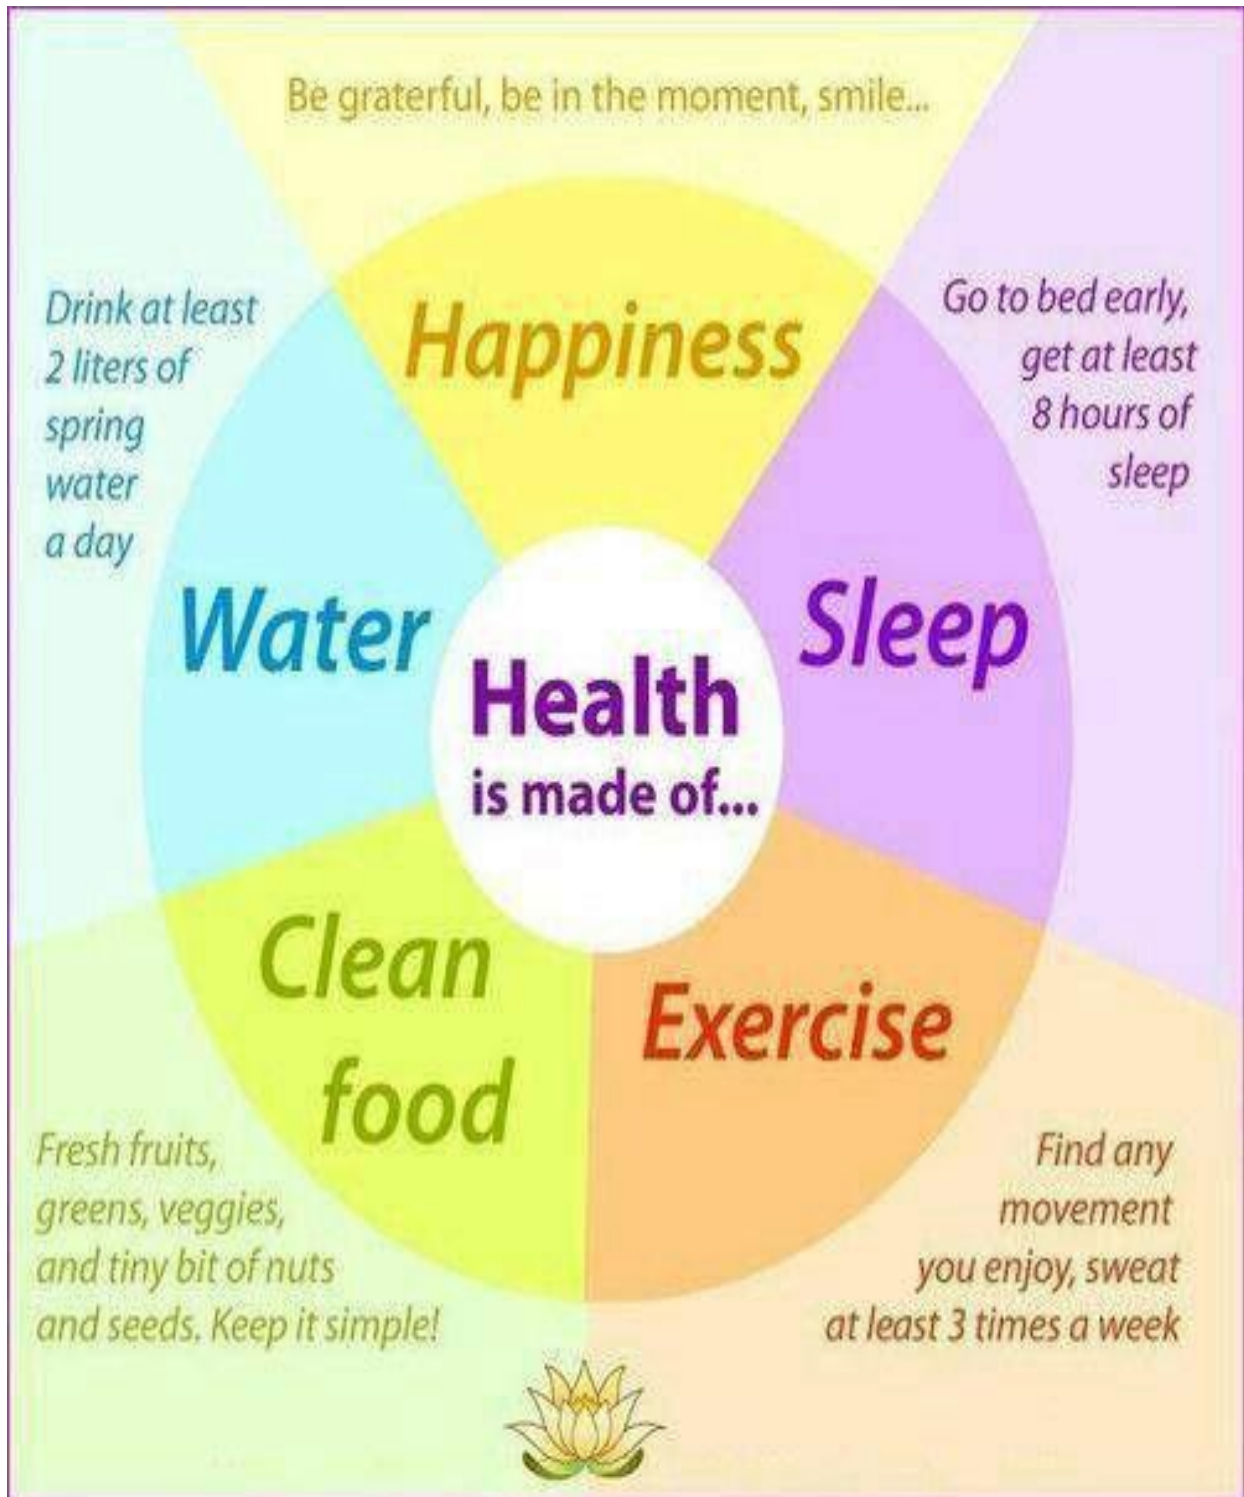 Be graterful, be in the moment, smile...
Happiness
Drink at least
2 liters of
spring
water
a day
Water
Go to bed early,
get at least
8 hours of
sleep
Sleep
Health
is made of...
Clean
food
Fresh fruits,
greens, veggies,
and tiny bit of nuts
and seeds. Keep it simple!
Exercise
Find any
movement
you enjoy, sweat
at least 3 times a week